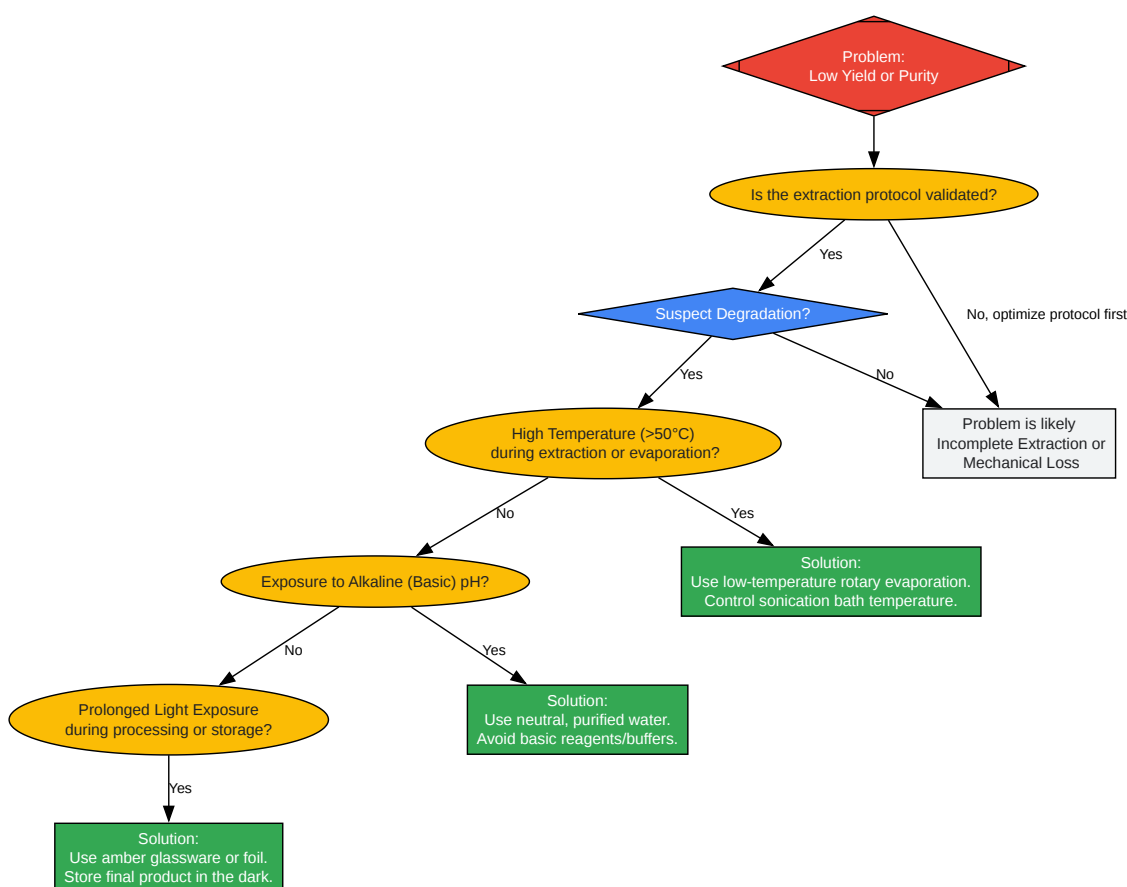 Problem:
Low Yield or Purity
Is the extraction protocol validated?
Yes
Suspect Degradation?
No, optimize protocol first
Yes
No
High Temperature (>50°C)
during extraction or evaporation?
Problem is likely
Incomplete Extraction or
Mechanical Loss
No
Yes
Exposure to Alkaline (Basic) pH?
Solution:
Use low-temperature rotary evaporation.
Control sonication bath temperature.
No
Yes
Prolonged Light Exposure
during processing or storage?
Solution:
Use neutral, purified water.
Avoid basic reagents/buffers.
Yes
Solution:
Use amber glassware or foil.
Store final product in the dark.